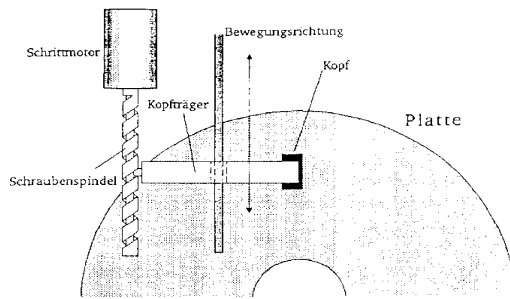 Bewegungsrichtung
Schrittmotor
Kopf
Kopfträger
Platte
Schraubenspindel